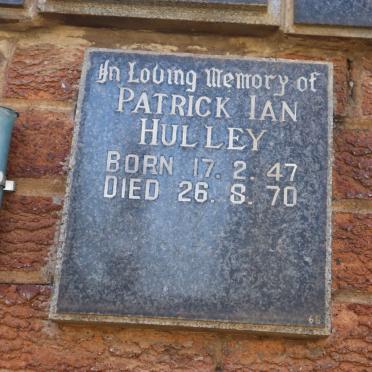 In Loving Memory of
PATRICK IAN
HULLEY
BORN 17. 2. 47
DIED 26. 8. 70